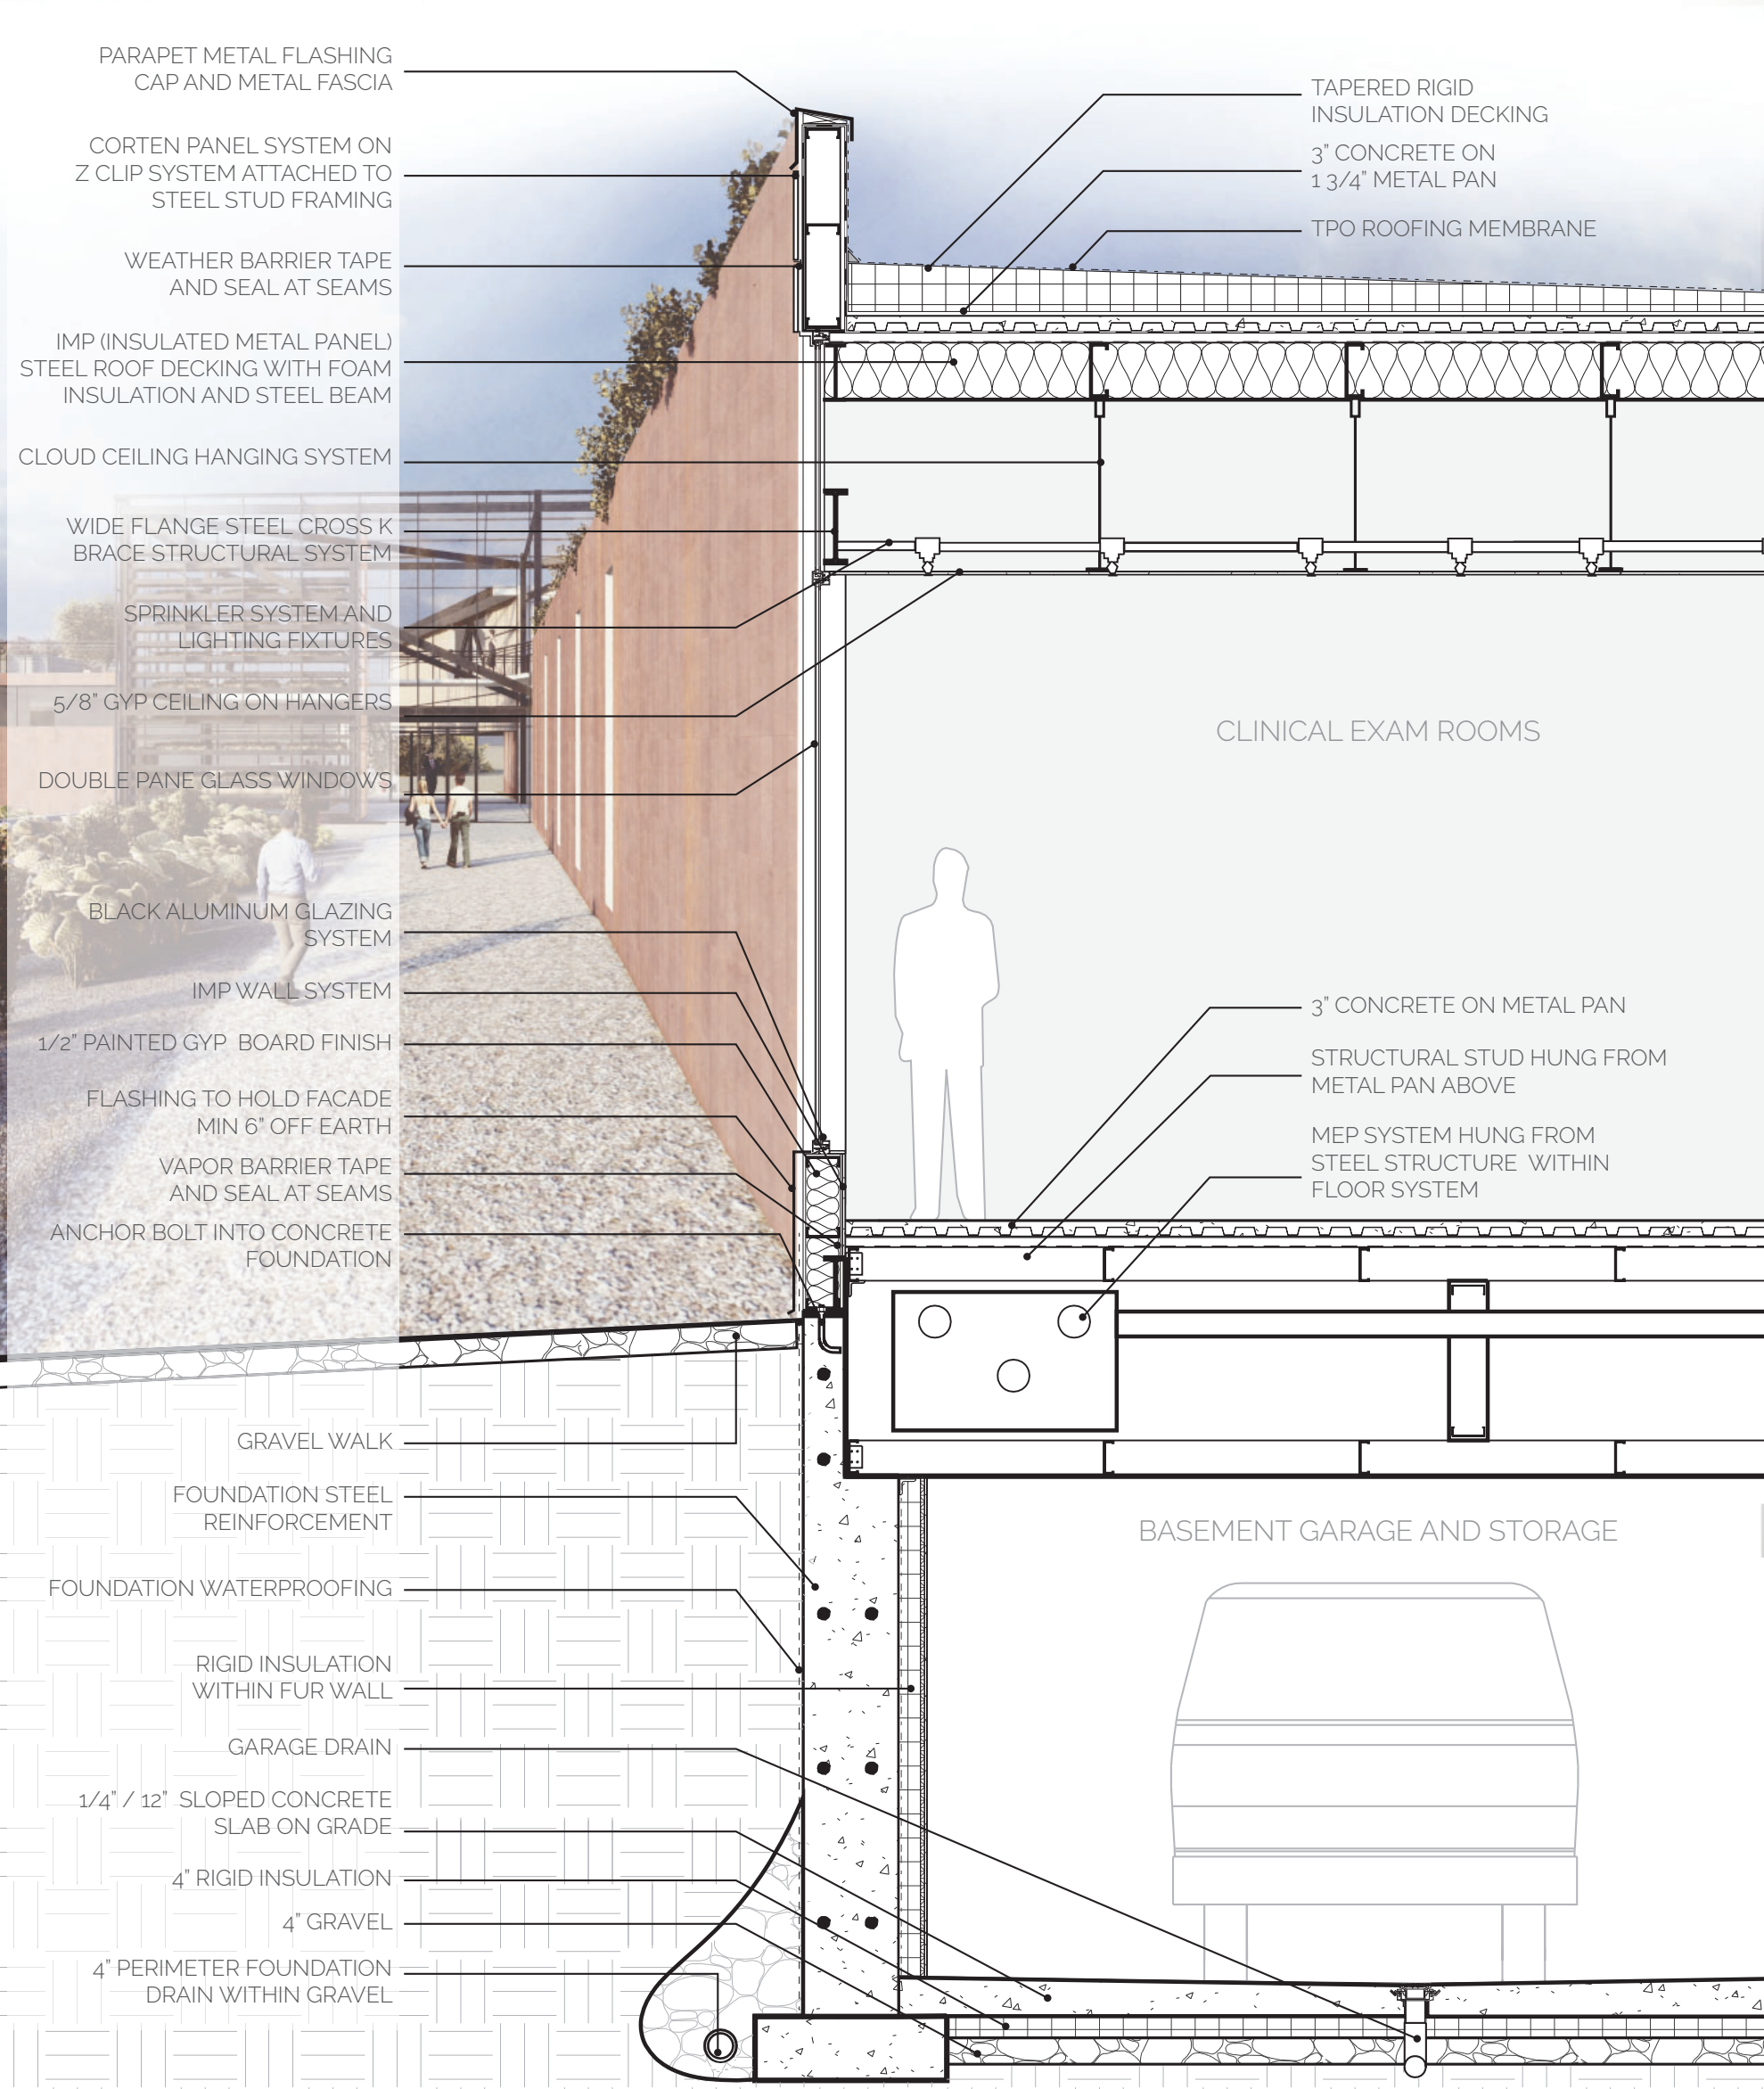 PARAPET METAL FLASHING
CAP AND METAL FASCIA
CORTEN PANEL SYSTEM ON
Z CLIP SYSTEM ATTACHED TO
STEEL STUD FRAMING
WEATHER BARRIER TAPE
AND SEAL AT SEAMS
IMP (INSULATED METAL PANEL)
STEEL ROOF DECKING WITH FOAM
INSULATION AND STEEL BEAM
CLOUD CEILING HANGING SYSTEM
WIDE FLANGE STEEL CROSS K
BRACE STRUCTURAL SYSTEM
SPRINKLER SYSTEM AND
LIGHTING FIXTURES
5/8" GYP CEILING ON HANGERS
DOUBLE PANE GLASS WINDOWS
BLACK ALUMINUM GLAZING
SYSTEM
IMP WALL SYSTEM
1/2" PAINTED GYP BOARD FINISH
FLASHING TO HOLD FACADE
MIN 6" OFF EARTH
VAPOR BARRIER TAPE
AND SEAL AT SEAMS
ANCHOR BOLT INTO CONCRETE
FOUNDATION
GRAVEL WALK
FOUNDATION STEEL
REINFORCEMENT
FOUNDATION WATERPROOFING
RIGID INSULATION
WITHIN FUR WALL
GARAGE DRAIN
1/4" / 12" SLOPED CONCRETE
SLAB ON GRADE
4" RIGID INSULATION
4" GRAVEL
4" PERIMETER FOUNDATION
DRAIN WITHIN GRAVEL
TAPERED RIGID
INSULATION DECKING
3" CONCRETE ON
1 3/4" METAL PAN
TPO ROOFING MEMBRANE
CLINICAL EXAM ROOMS
3" CONCRETE ON METAL PAN
STRUCTURAL STUD HUNG FROM
METAL PAN ABOVE
MEP SYSTEM HUNG FROM
STEEL STRUCTURE WITHIN
FLOOR SYSTEM
BASEMENT GARAGE AND STORAGE